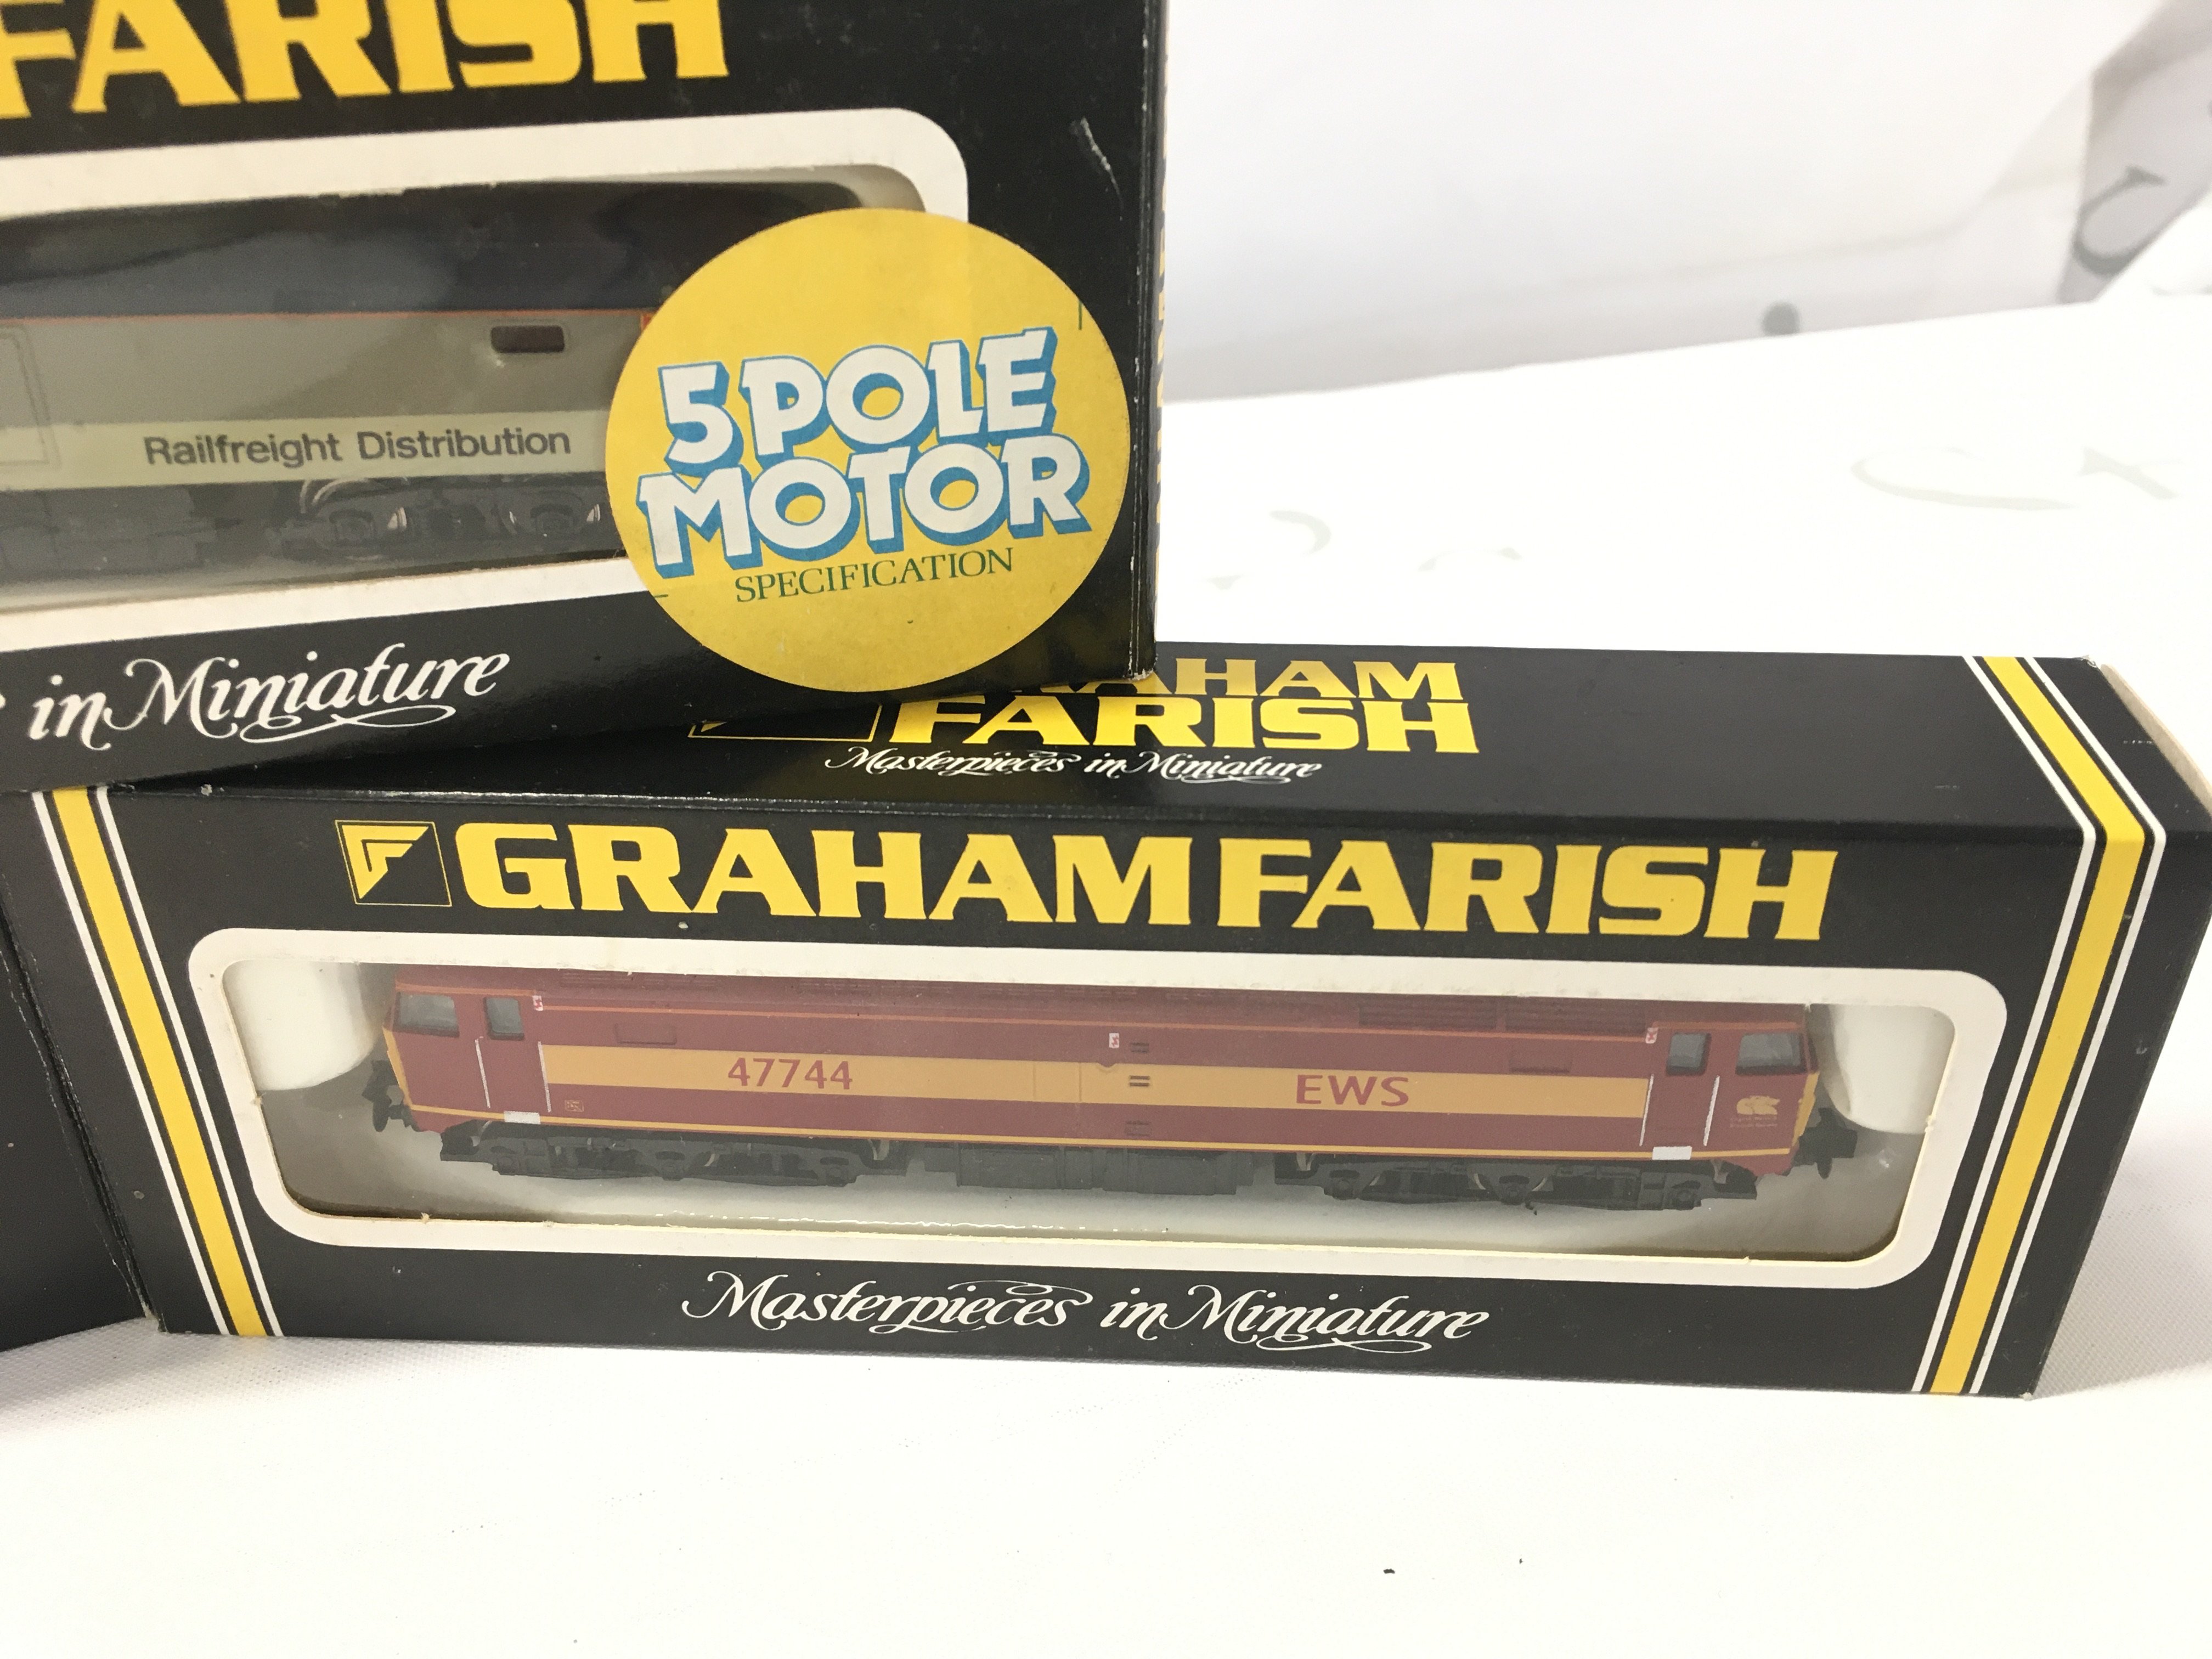 FARISH
Railfreight Distribution
5 POLE
MOTOR
SPECIFICATION
in Miniature
FARISH
Masterpieces in Miniature
GRAHAM FARISH
47744
EWS
Masterpieces in Miniature